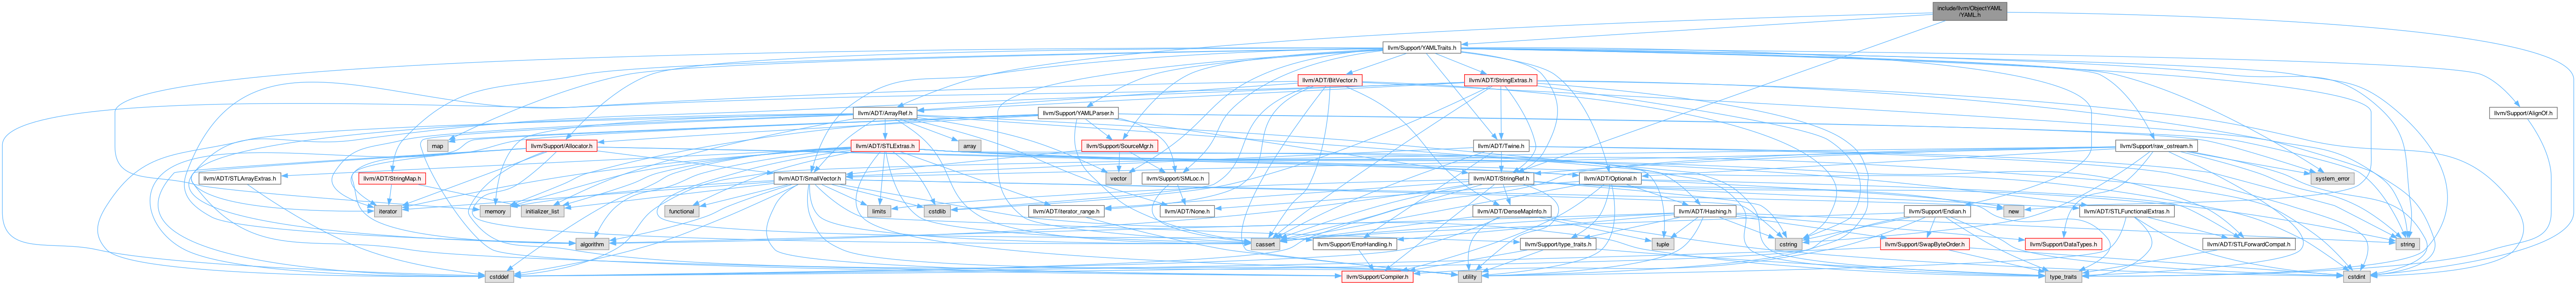 include/llvm/ObjectYAML
/YAML.h
llvm/Support/YAMLTraits.h
llvm/ADT/BitVector.h
llvm/ADT/StringExtras.h
llvm/ADT/ArrayRef.h
llvm/Support/YAMLParser.h
llvm/Support/AlignOf.h
map
llvm/Support/Allocator.h
llvm/ADT/STLExtras.h
array
llvm/Support/SourceMgr.h
llvm/ADT/Twine.h
llvm/Support/raw_ostream.h
llvm/ADT/STLArrayExtras.h
llvm/ADT/StringMap.h
llvm/ADT/SmallVector.h
vector
llvm/Support/SMLoc.h
llvm/ADT/StringRef.h
llvm/ADT/Optional.h
system_error
iterator
memory
initializer_list
functional
limits
cstdlib
llvm/ADT/iterator_range.h
llvm/ADT/None.h
llvm/ADT/DenseMapInfo.h
llvm/ADT/Hashing.h
llvm/Support/Endian.h
new
llvm/ADT/STLFunctionalExtras.h
algorithm
llvm/Support/ErrorHandling.h
cassert
llvm/Support/type_traits.h
tuple
cstring
llvm/Support/SwapByteOrder.h
llvm/Support/DataTypes.h
llvm/ADT/STLForwardCompat.h
string
cstddef
llvm/Support/Compiler.h
utility
type_traits
cstdint